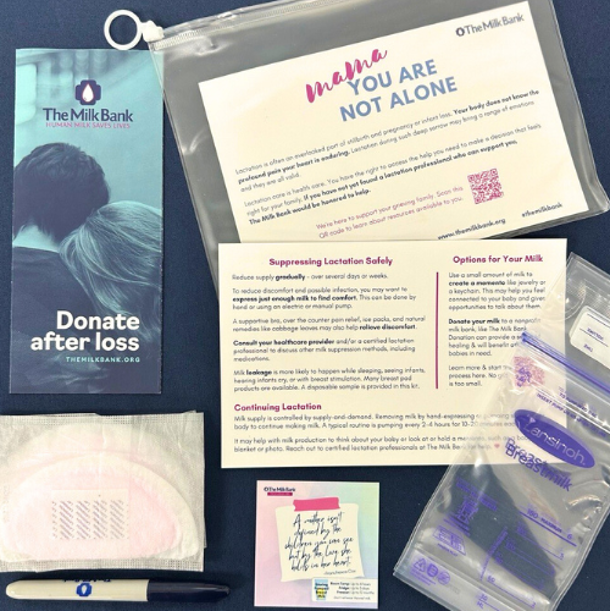 The Milk Bank
HUMAN MILK SAVES LIVES
Donate
after loss
THEMILKBANK.ORG
The Milk Bank
mama
YOU ARE
NOT ALONE
Lactation is often an overlooked part of stillbirth and pregnancy or infant loss. Your body does not know the
profound pain your heart is enduring. Lactation during such deep sorrow may bring a range of emotions
and they are all valid.
Lactation care is health care. You have the right to access the help you need to make a decision that feels
right for your family. If you have not yet found a lactation professional who can support you,
The Milk Bank would be honored to help.
We're here to support your grieving family. Scan this
QR code to learn about resources available to you.
www.themilkbank.org
@themilkbank
Suppressing Lactation Safely
Reduce supply gradually - over several days or weeks.
To reduce discomfort and possible infection, you may want to
express just enough milk to find comfort. This can be done by
hand or using an electric or manual pump.
A supportive bra, over the counter pain relief, ice packs, and natural
remedies like cabbage leaves may also help relieve discomfort.
Consult your healthcare provider and/or a certified lactation
professional to discuss other milk suppression methods, including
medications.
Milk leakage is more likely to happen while sleeping, seeing infants,
hearing infants cry, or with breast stimulation. Many breast pad
products are available. A disposable sample is provided in this kit.
Options for Your Milk
Use a small amount of milk to
create a memento like jewelry or
a keychain. This may help you feel
connected to your baby and gives
opportunities to talk about them.
Donate your milk to a nonprofit
milk bank, like The Milk Bank.
Donation can provide a s
healing & will benefit
babies in need.
Learn more & start the
process here. No
is too small.
Continuing Lactation
Milk supply is controlled by supply-and-demand. Removing milk by hand-expressing
body to continue making milk. A typical routine is pumping every 2-4 hours for
It may help with milk production to think about your baby or look at or hold a
blanket or photo. Reach out to certified lactation professionals at The Milk Bank for help.
Lansinoh
Breastmilk
The Milk Bank
A mother isn't
defined by the
children you can see
but by the love she
holds in her heart.